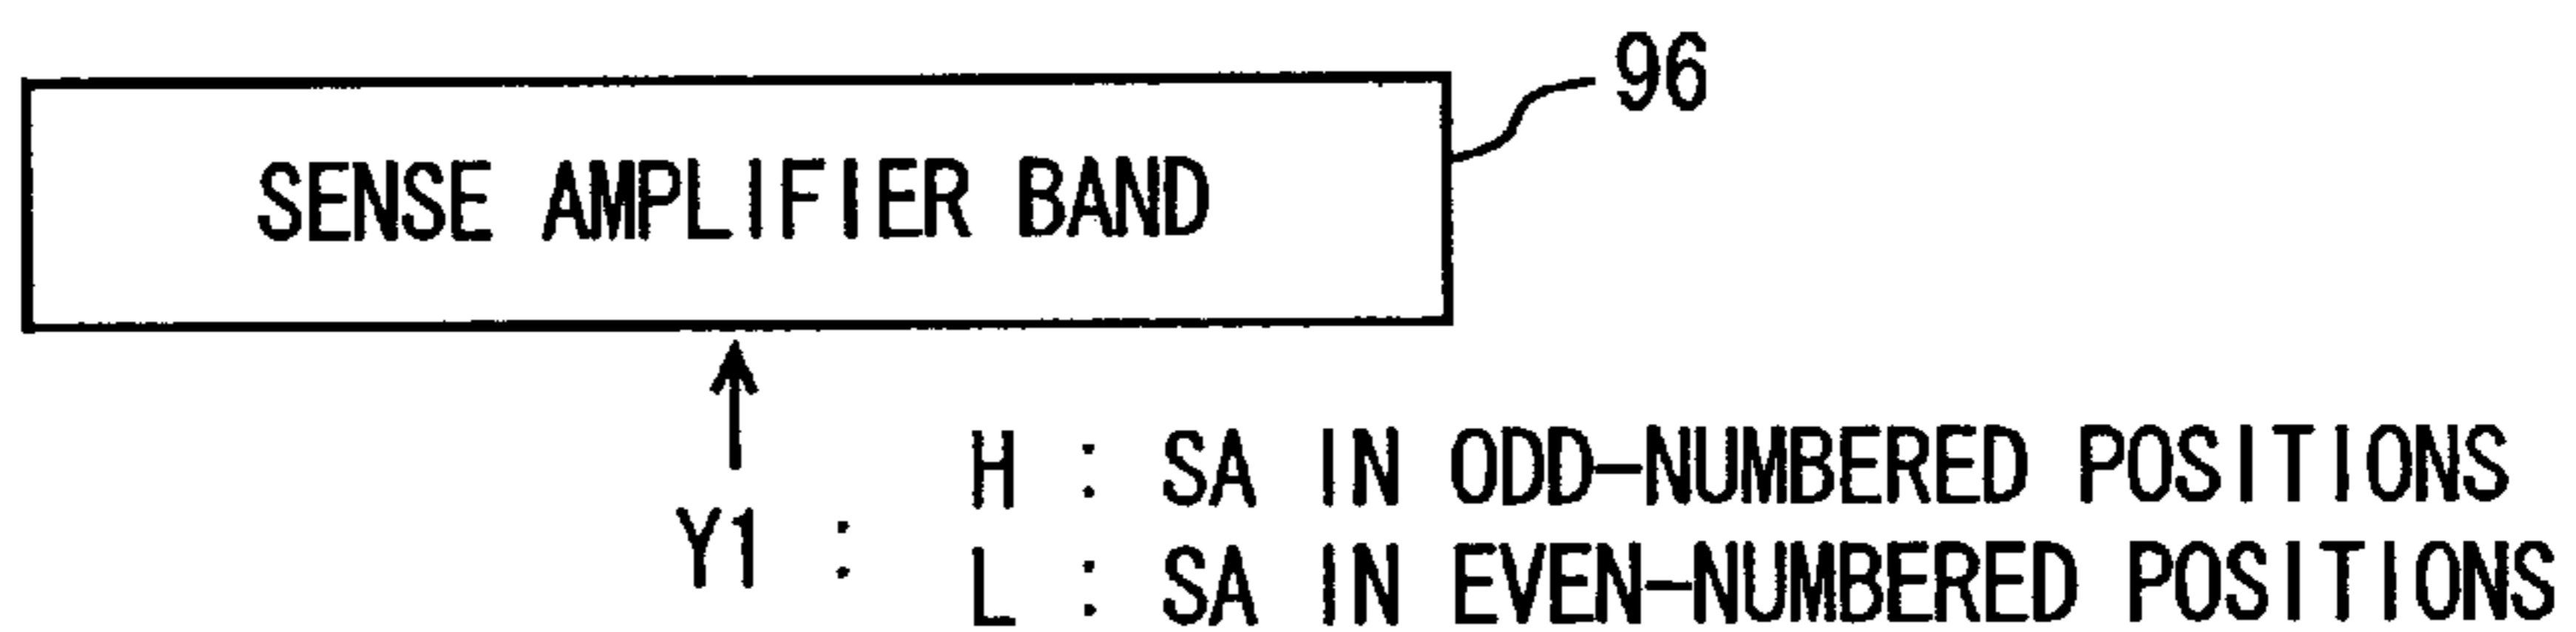 96
SENSE AMPLIFIER BAND
H : SA IN ODD-NUMBERED POSITIONS
Y1 :
L : SA IN EVEN-NUMBERED POSITIONS